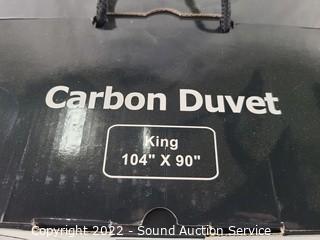 Carbon Duvet
King
104" X 90"
Copyright 2022 - Sound Auction Service